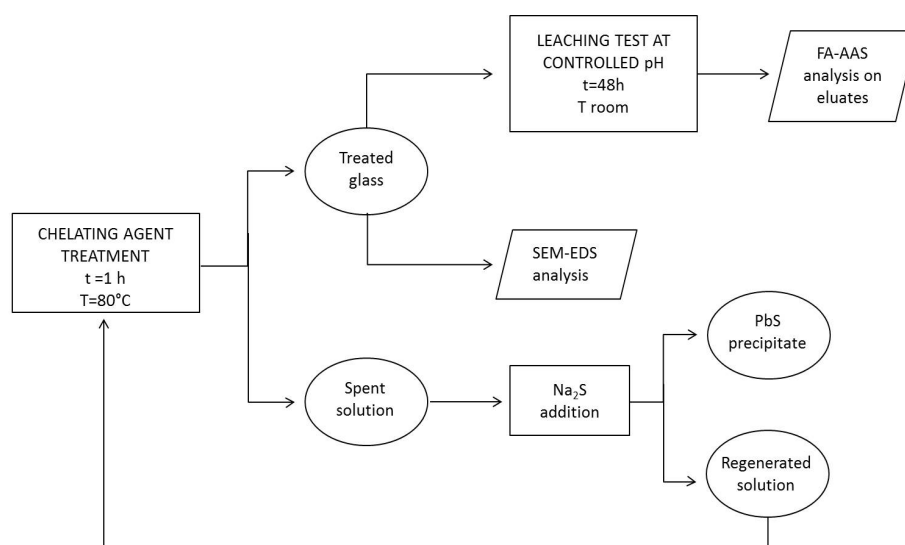 LEACHING TEST AT
CONTROLLED pH
t=48h
T room
FA-AAS
analysis on
eluates
Treated
glass
CHELATING AGENT
TREATMENT
t =1 h
T=80°C
SEM-EDS
analysis
PbS
precipitate
Spent
solution
Na₂S
addition
Regenerated
solution